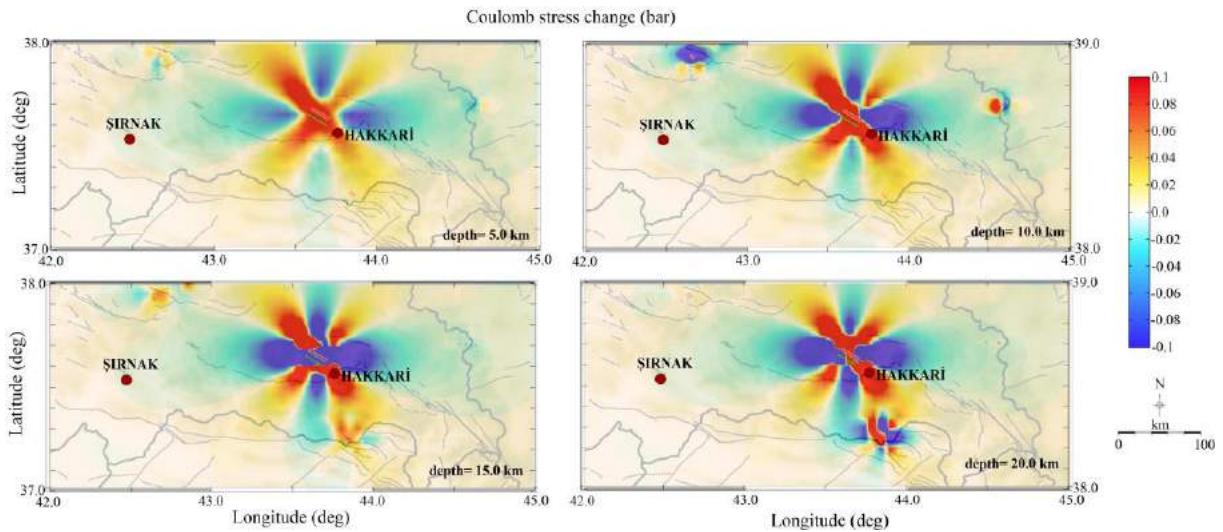 Coulomb stress change (bar)
38.0
39.0
ŞIRNAK
HAKKARİ
ŞIRNAK
HAKKARİ
Latitude (deg)
depth= 5.0 km
depth= 10.0 km
37.0
38.0
42.0
43.0
44.0
45.0
42.0
43.0
44.0
45.0
38.0
39.0
ŞIRNAK
HAKKARİ
ŞIRNAK
HAKKARİ
Latitude (deg)
depth= 15.0 km
depth= 20.0 km
37.0
38.0
42.0
43.0
44.0
45.0
42.0
43.0
44.0
45.0
Longitude (deg)
Longitude (deg)
0.1
0.08
0.06
0.04
0.02
0.0
-0.02
-0.04
-0.06
-0.08
-0.1
N
km
0
100